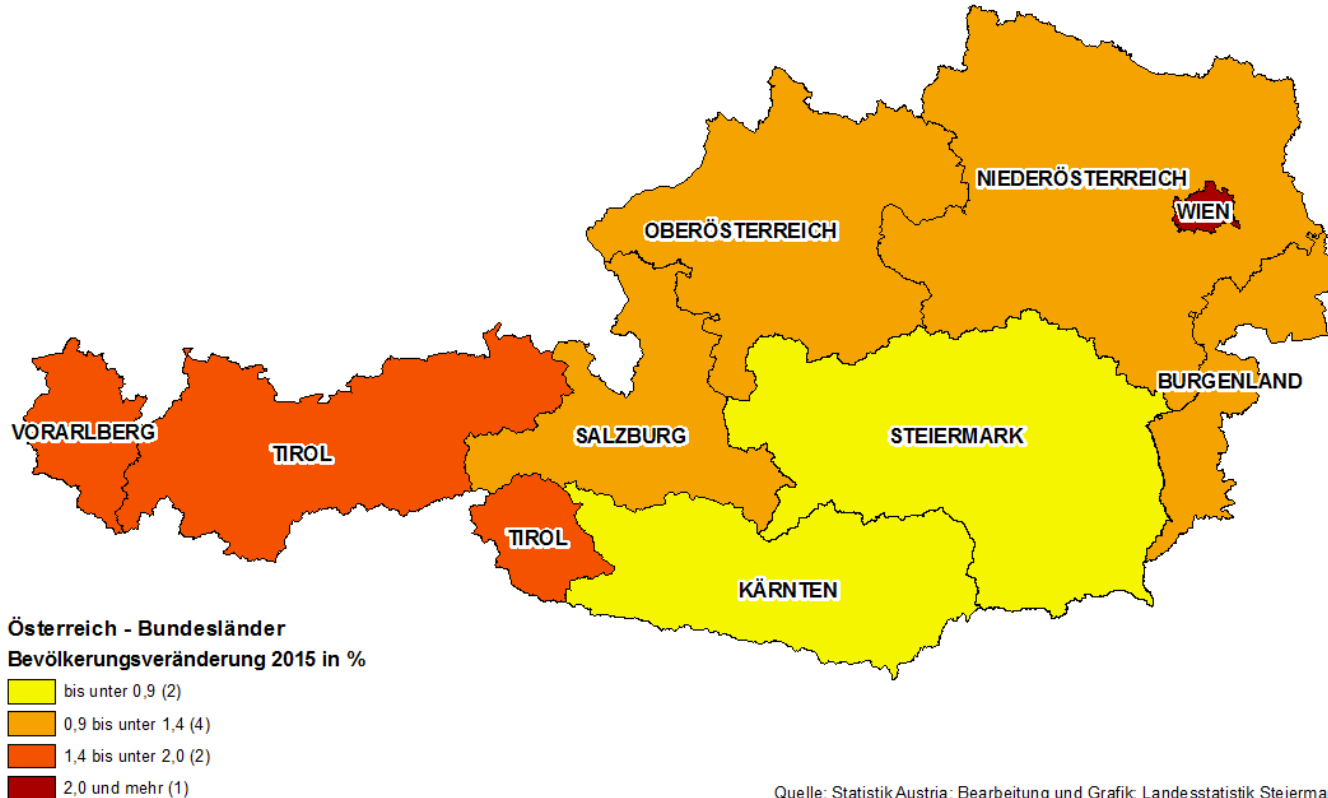 NIEDERÖSTERREICH
WIEN
OBERÖSTERREICH
BURGENLAND
VORARLBERG
TIROL
SALZBURG
STEIERMARK
TIROL
KÄRNTEN
Österreich - Bundesländer
Bevölkerungsveränderung 2015 in %
bis unter 0,9 (2)
0,9 bis unter 1,4 (4)
1,4 bis unter 2,0 (2)
2,0 und mehr (1)
Quelle: Statistik Austria; Bearbeitung und Grafik: Landesstatistik Steierma